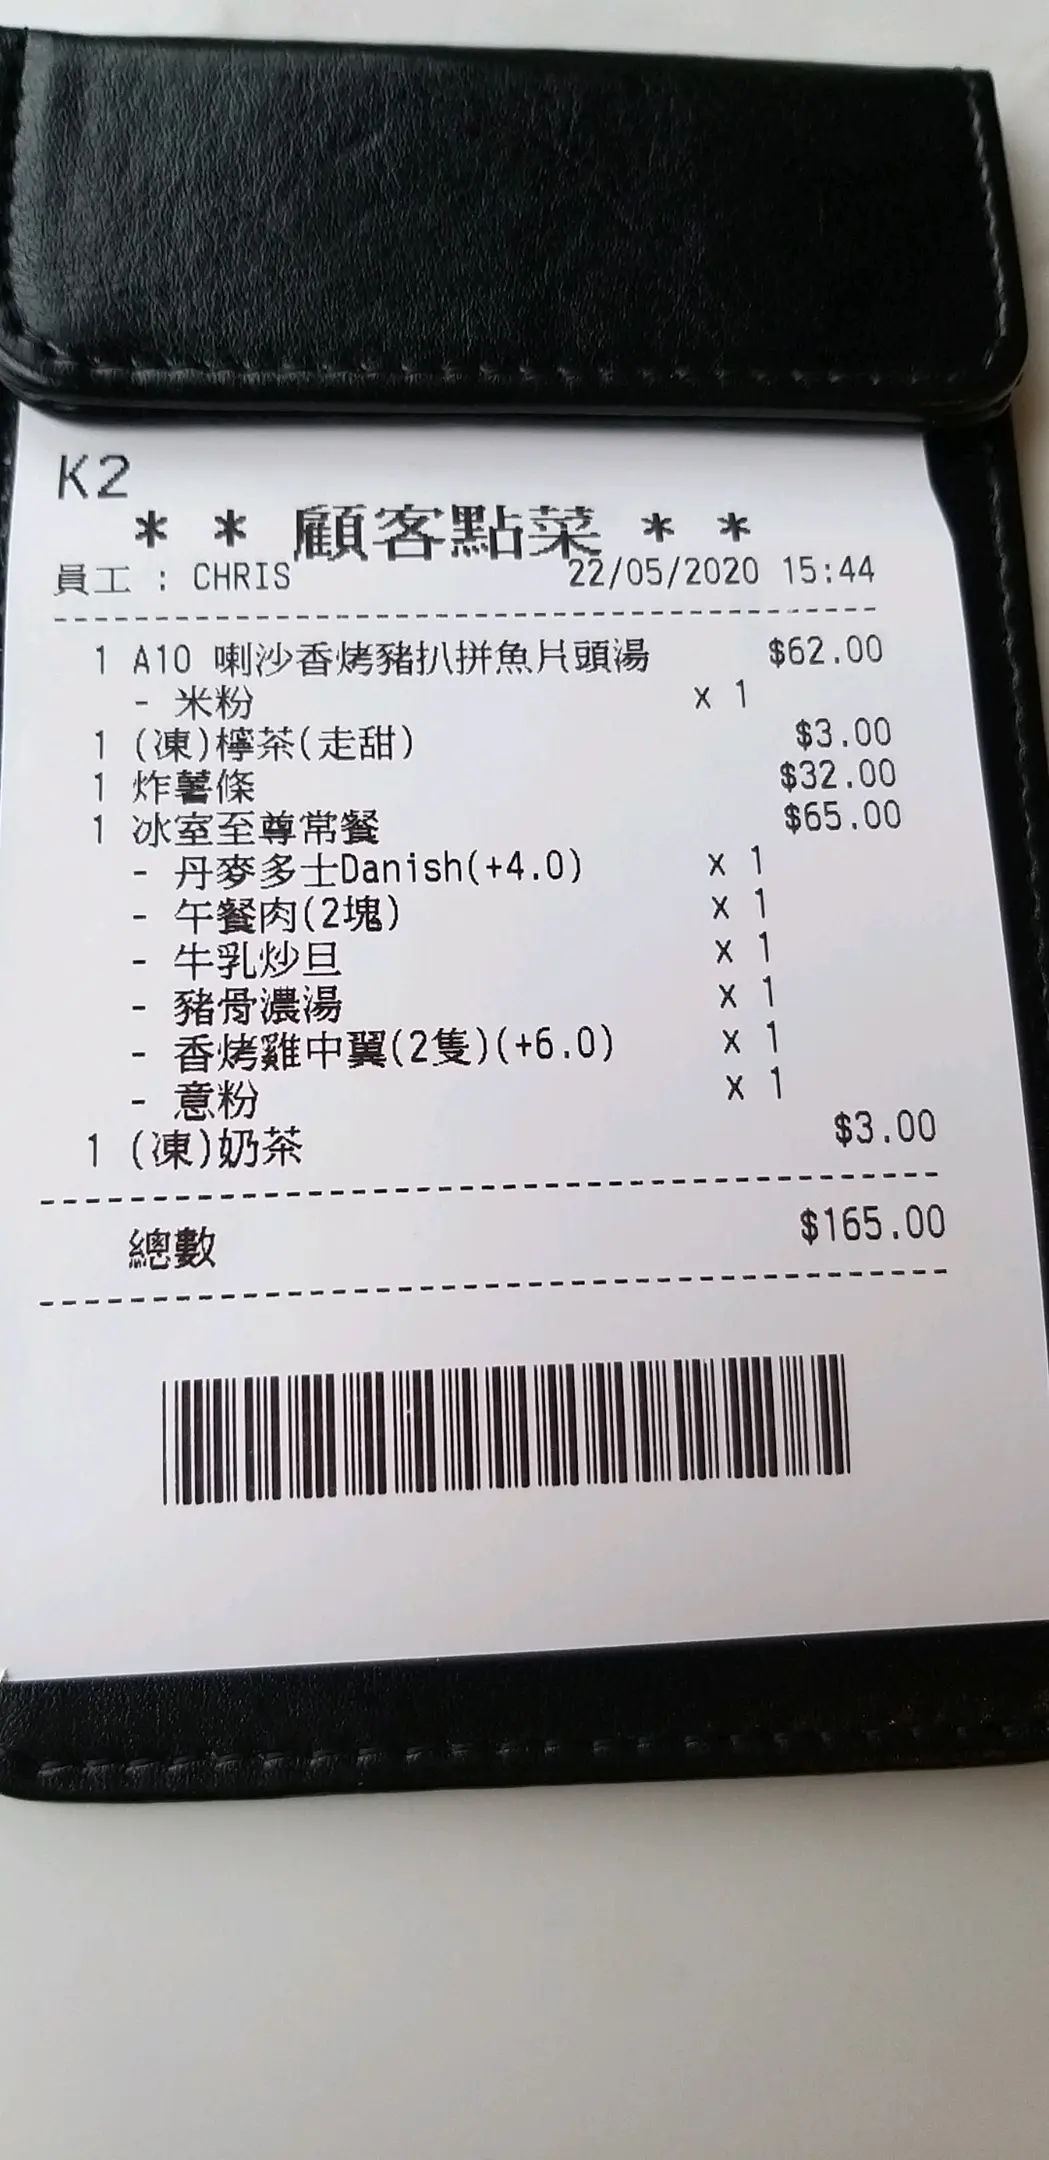 K2
* * 顧客點菜 * *
員工 : CHRIS 22/05/2020 15:44
1 A10 喇沙香烤豬扒拼魚片頭湯 $62.00
- 米粉 x 1
1 (凍)檸茶(走甜) $3.00
1 炸薯條 $32.00
1 冰室至尊常餐 $65.00
- 丹麥多士Danish(+4.0) x 1
- 午餐肉(2塊) x 1
- 牛乳炒旦 x 1
- 豬骨濃湯 x 1
- 香烤雞中翼(2隻)(+6.0) x 1
- 意粉 x 1
1 (凍)奶茶 $3.00
總數 $165.00